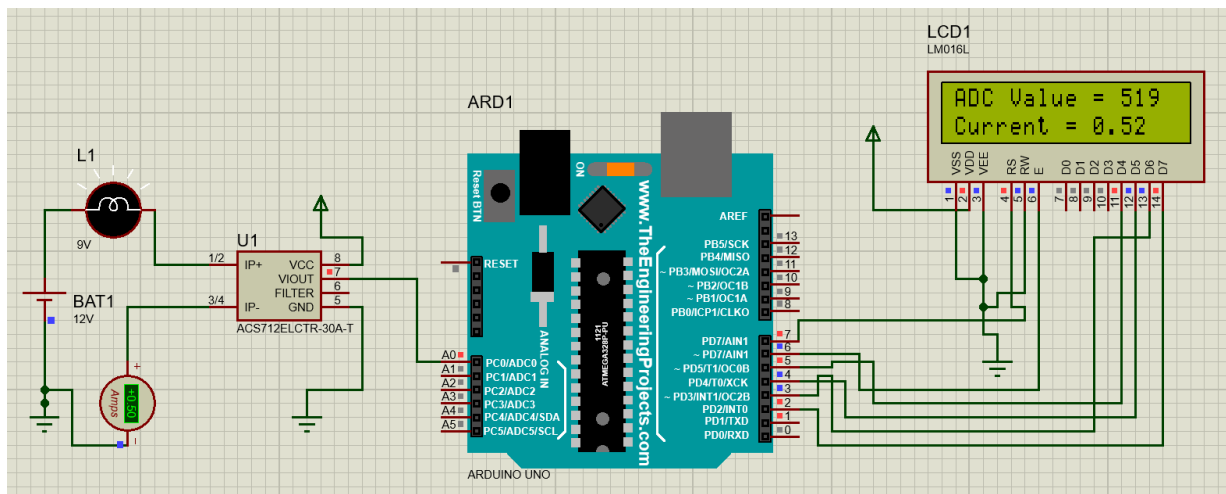 LCD1
LM016L
ADC Value = 519
Current = 0.52
VSS VDD VEE RS RW E D0 D1 D2 D3 D4 D5 D6 D7
1 2 3 4 5 6 7 8 9 10 11 12 13 14
ARD1
Reset BTN
ON
www.TheEngineeringProjects.com
RESET
ANALOG IN
1121
ATMEGA328P-PU
AREF
PB5/SCK 13
PB4/MISO 12
~ PB3/MOSI/OC2A 11
~ PB2/OC1B 10
~ PB1/OC1A 9
PB0/ICP1/CLKO 8
PD7/AIN1 7
~ PD7/AIN1 6
~ PD5/T1/OC0B 5
PD4/T0/XCK 4
~ PD3/INT1/OC2B 3
PD2/INT0 2
PD1/TXD 1
PD0/RXD 0
A0 PC0/ADC0
A1 PC1/ADC1
A2 PC2/ADC2
A3 PC3/ADC3
A4 PC4/ADC4/SDA
A5 PC5/ADC5/SCL
ARDUINO UNO
L1
9V
U1
1/2 IP+ VCC 8
VIOUT 7
FILTER 6
3/4 IP- GND 5
ACS712ELCTR-30A-T
BAT1
12V
+
+0.50
Amps
-